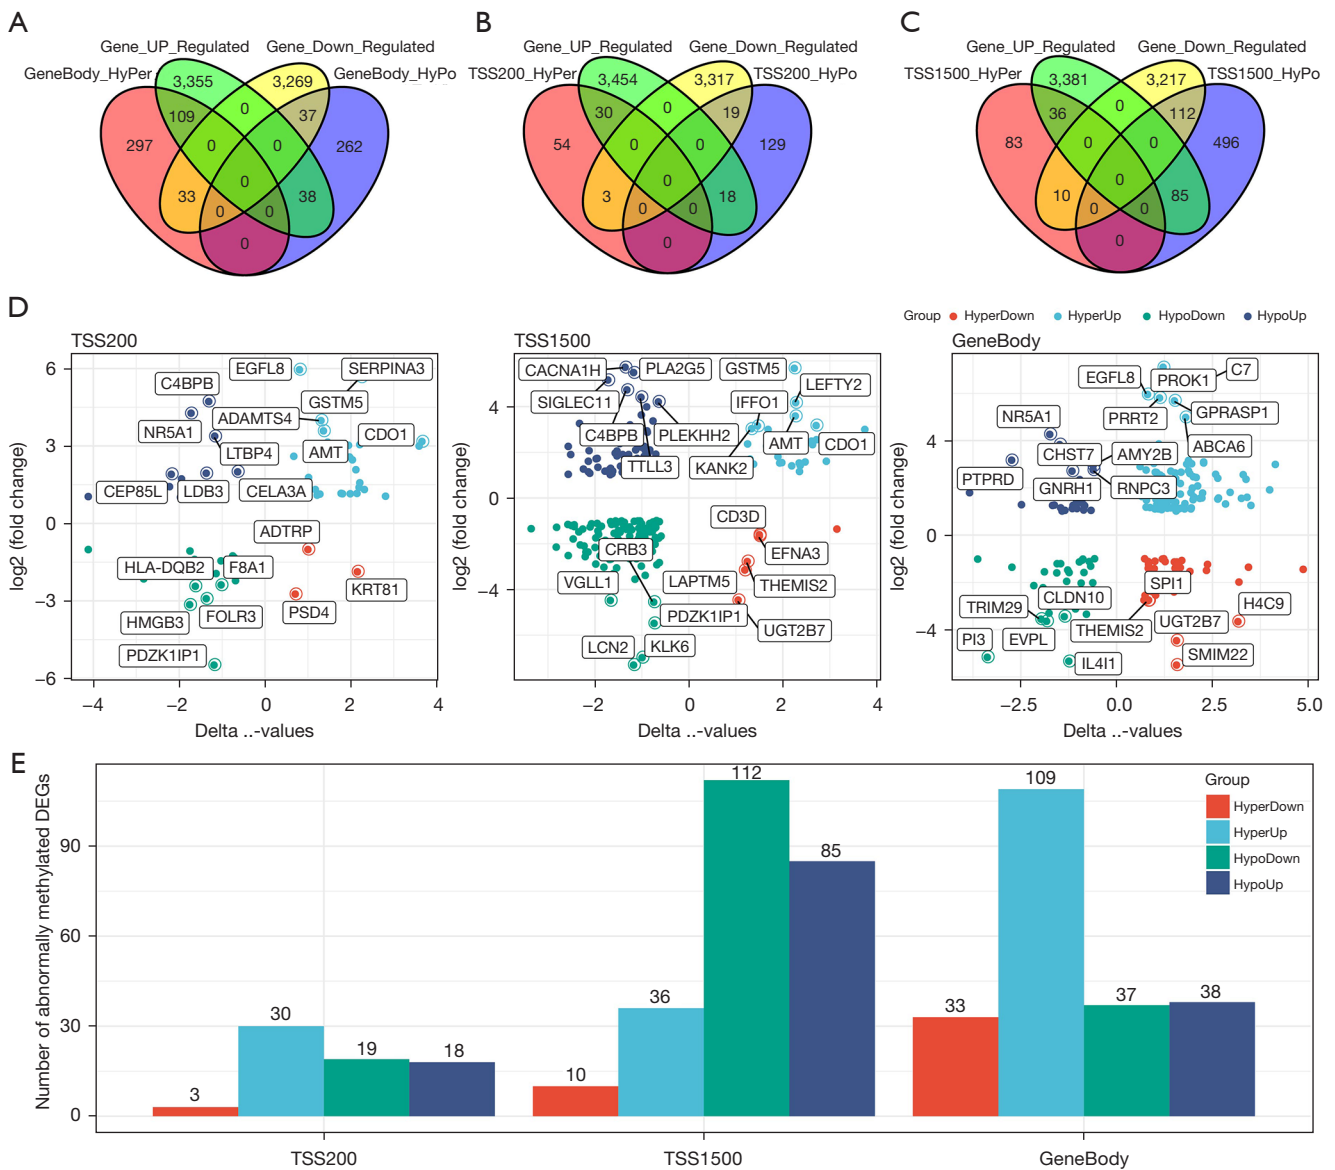 A
Gene_UP_Regulated Gene_Down_Regulated
GeneBody_HyPer GeneBody_HyPo
3,355 3,269
0
109 37
297 0 0 262
0
33 38
0 0
0
B
Gene_UP_Regulated Gene_Down_Regulated
TSS200_HyPer TSS200_HyPo
3,454 3,317
0
30 19
54 0 0 129
0
3 18
0 0
0
C
Gene_UP_Regulated Gene_Down_Regulated
TSS1500_HyPer TSS1500_HyPo
3,381 3,217
0
36 112
83 0 0 496
0
10 85
0 0
0
D
Group HyperDown HyperUp HypoDown HypoUp
TSS200
log2 (fold change)
6
3
0
−3
−6
EGFL8
SERPINA3
C4BPB
GSTM5
ADAMTS4
NR5A1
CDO1
LTBP4
AMT
CEP85L
LDB3
CELA3A
ADTRP
HLA-DQB2
F8A1
KRT81
HMGB3
FOLR3
PSD4
PDZK1IP1
−4 −2 0 2 4
Delta ..-values
TSS1500
log2 (fold change)
4
0
−4
CACNA1H
PLA2G5
GSTM5
LEFTY2
SIGLEC11
IFFO1
C4BPB
PLEKHH2
AMT
CDO1
TTLL3
KANK2
CD3D
CRB3
EFNA3
VGLL1
LAPTM5
THEMIS2
PDZK1IP1
UGT2B7
LCN2
KLK6
−2 0 2 4
Delta ..-values
GeneBody
log2 (fold change)
4
0
−4
C7
EGFL8
PROK1
NR5A1
PRRT2
GPRASP1
CHST7
AMY2B
ABCA6
PTPRD
GNRH1
RNPC3
SPI1
CLDN10
TRIM29
H4C9
THEMIS2
UGT2B7
PI3
EVPL
IL4I1
SMIM22
−2.5 0.0 2.5 5.0
Delta ..-values
E
Number of abnormally methylated DEGs
90
60
30
0
3
30
19
18
10
36
112
85
33
109
37
38
Group
HyperDown
HyperUp
HypoDown
HypoUp
TSS200 TSS1500 GeneBody